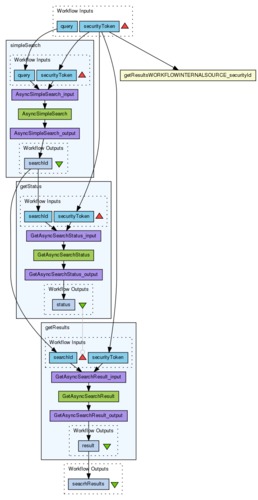 Workflow Inputs
query securityToken
simpleSearch
Workflow Inputs
query securityToken
getResultsWORKFLOWINTERNALSOURCE_securityId
AsyncSimpleSearch_input
AsyncSimpleSearch
AsyncSimpleSearch_output
Workflow Outputs
searchId
getStatus
Workflow Inputs
searchId securityToken
GetAsyncSearchStatus_input
GetAsyncSearchStatus
GetAsyncSearchStatus_output
Workflow Outputs
status
getResults
Workflow Inputs
searchId securityToken
GetAsyncSearchResult_input
GetAsyncSearchResult
GetAsyncSearchResult_output
Workflow Outputs
result
Workflow Outputs
searchResults